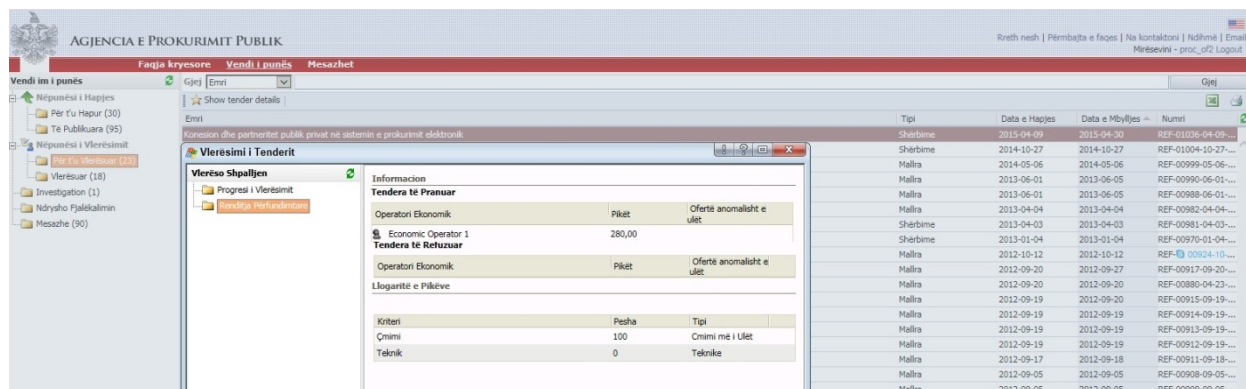 AGJENCIA E PROKURIMIT PUBLIK
Rreth nesh | Përmbajta e faqes | Na kontaktoni | Ndihmë | Email
Mirësevini - proc_of2 Logout
Faqja kryesore Vendi i punës Mesazhet
Vendi im i punës
Gjej Emri
Gjej
Nëpunësi i Hapjes
Për t'u Hapur (30)
Të Publikuara (95)
Nëpunësi i Vlerësimit
Për t'u Vlerësuar (23)
Vlerësuar (18)
Investigation (1)
Ndrysho Fjalëkalimin
Mesazhe (90)
Show tender details
Emri Tipi Data e Hapjes Data e Mbylljes Numri
Konesion dhe partneritet publik privat në sistemin e prokurimit elektronik Shërbime 2015-04-09 2015-04-30 REF-01036-04-09-...
Shërbime 2014-10-27 2014-10-27 REF-01004-10-27-...
Mallra 2014-05-06 2014-05-06 REF-00999-05-06-...
Mallra 2013-06-01 2013-06-05 REF-00990-06-01-...
Mallra 2013-06-01 2013-06-05 REF-00988-06-01-...
Mallra 2013-04-04 2013-04-04 REF-00982-04-04-...
Shërbime 2013-04-03 2013-04-03 REF-00981-04-03-...
Shërbime 2013-01-04 2013-01-04 REF-00970-01-04-...
Mallra 2012-10-12 2012-10-12 REF-00924-10-...
Mallra 2012-09-20 2012-09-27 REF-00917-09-20-...
Mallra 2012-09-20 2012-09-20 REF-00880-04-23-...
Mallra 2012-09-19 2012-09-20 REF-00915-09-19-...
Mallra 2012-09-19 2012-09-19 REF-00914-09-19-...
Mallra 2012-09-19 2012-09-19 REF-00913-09-19-...
Mallra 2012-09-19 2012-09-19 REF-00912-09-19-...
Mallra 2012-09-17 2012-09-18 REF-00911-09-18-...
Mallra 2012-09-05 2012-09-05 REF-00908-09-05-...
Vlerësimi i Tenderit
Vlerëso Shpalljen
Progresi i Vlerësimit
Renditja Përfundimtare
Informacion
Tendera të Pranuar
Operatori Ekonomik Pikët Ofertë anomalisht e ulët
Economic Operator 1 280,00
Tendera të Refuzuar
Operatori Ekonomik Pikët Ofertë anomalisht e ulët
Llogaritë e Pikëve
Kriteri Pesha Tipi
Çmimi 100 Cmimi më i Ulët
Teknik 0 Teknike